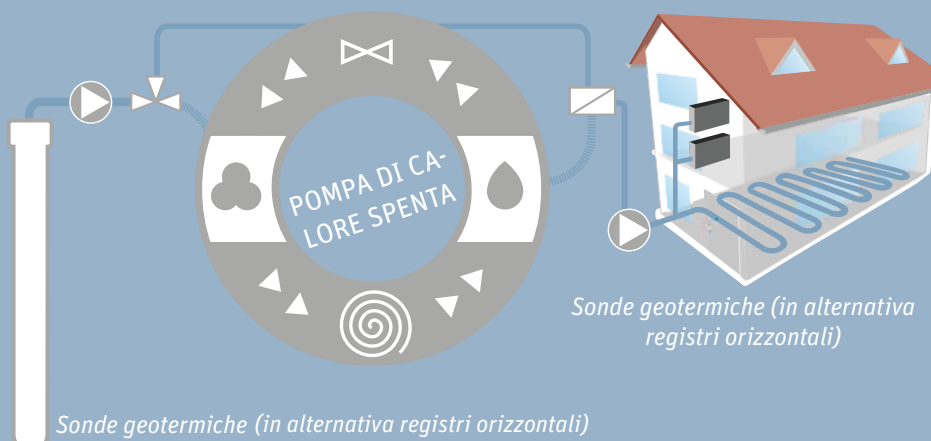 POMPA DI CA-
LORE SPENTA
Sonde geotermiche (in alternativa
registri orizzontali)
Sonde geotermiche (in alternativa registri orizzontali)